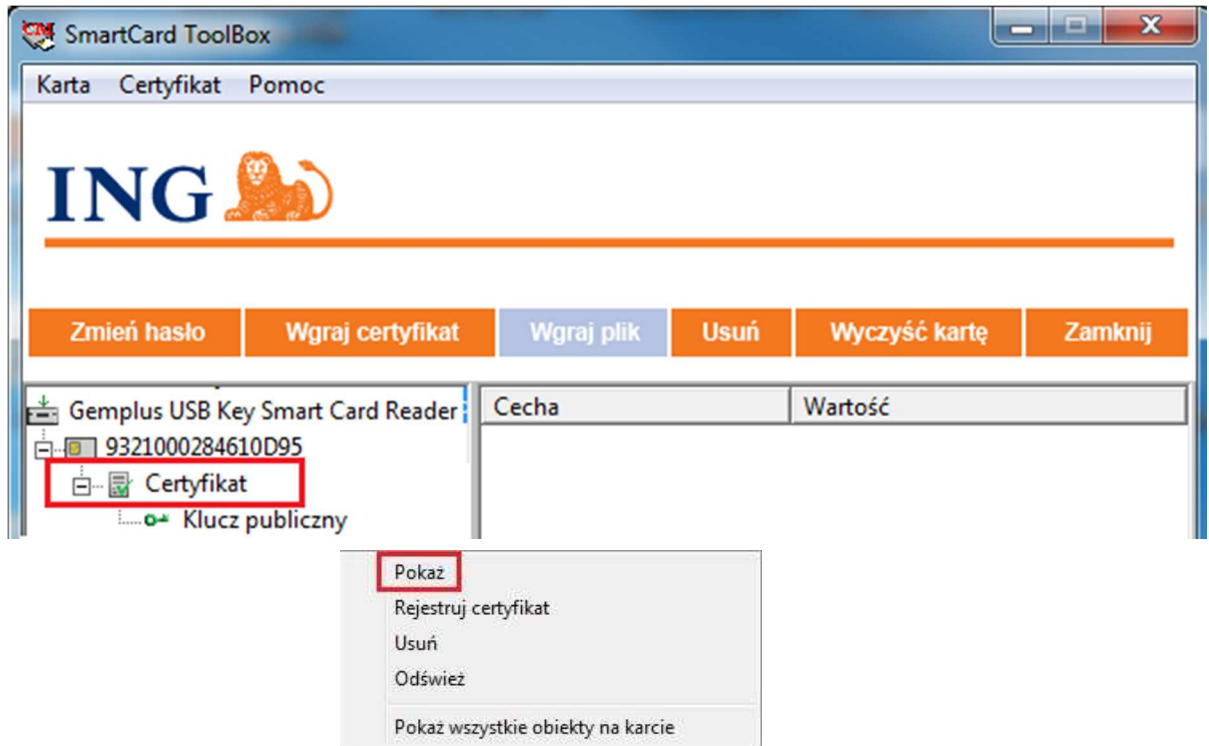 SmartCard ToolBox
Karta Certyfikat Pomoc
ING
Zmień hasło Wgraj certyfikat Wgraj plik Usuń Wyczyść kartę Zamknij
Gemplus USB Key Smart Card Reader Cecha Wartość
9321000284610D95
Certyfikat
Klucz publiczny
Pokaż
Rejestruj certyfikat
Usuń
Odśwież
Pokaż wszystkie obiekty na karcie